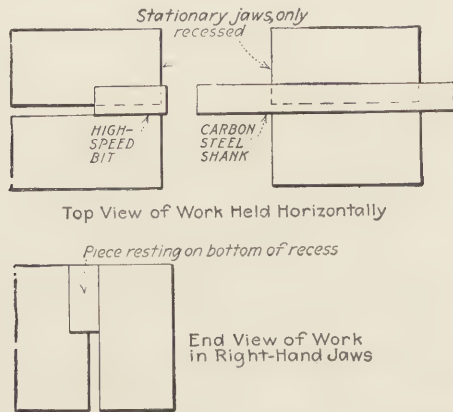 Stationary jaws, only
recessed
HIGH-
SPEED
BIT
CARBON
STEEL
SHANK
Top View of Work Held Horizontally
Piece resting on bottom of recess
End View of Work
in Right-Hand Jaws